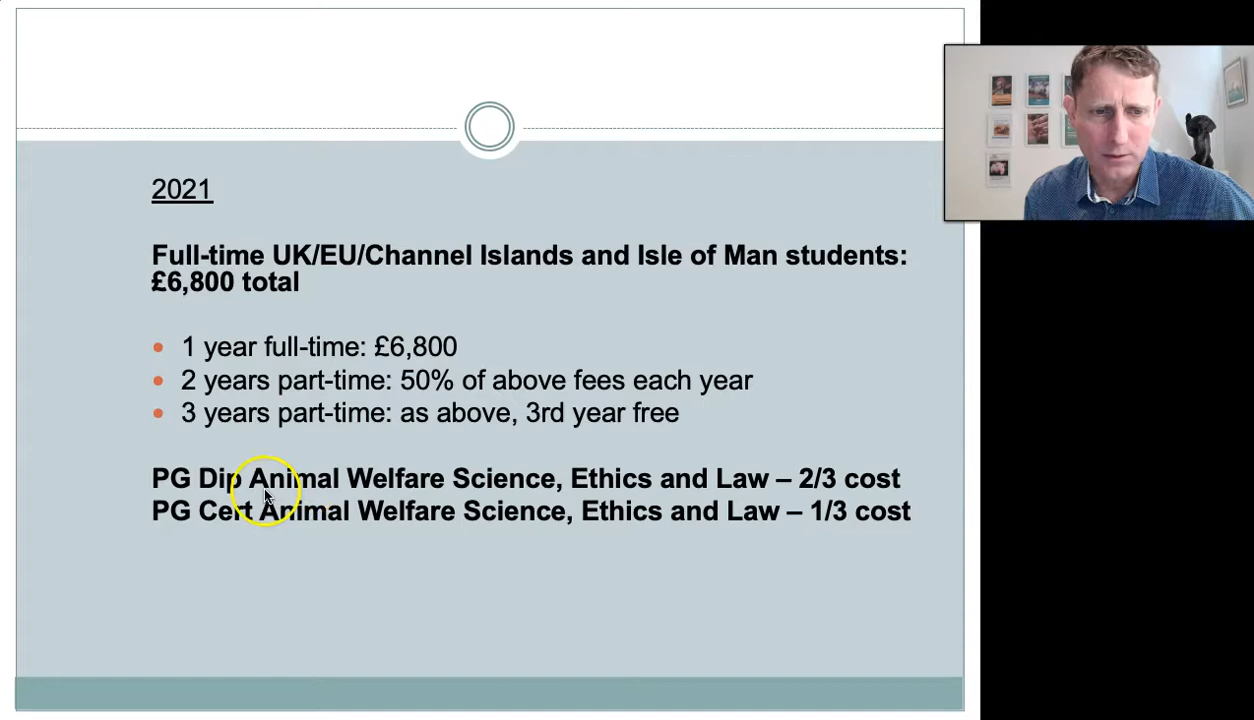 2021
Full-time UK/EU/Channel Islands and Isle of Man students:
£6,800 total
• 1 year full-time: £6,800
• 2 years part-time: 50% of above fees each year
• 3 years part-time: as above, 3rd year free
PG Dip Animal Welfare Science, Ethics and Law – 2/3 cost
PG Cert Animal Welfare Science, Ethics and Law – 1/3 cost